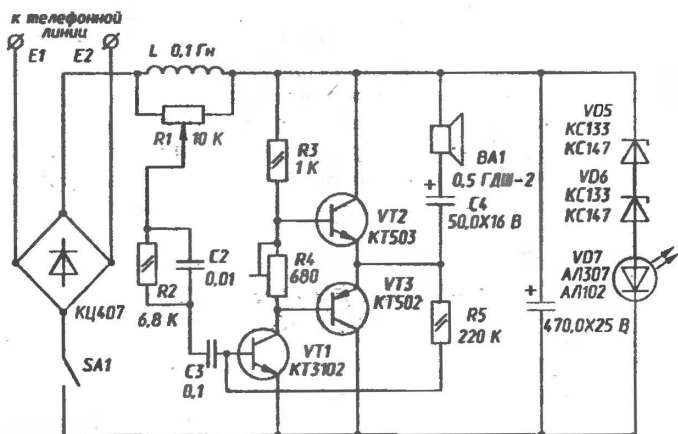 к телефонной
линии
E1 E2
L 0,1 Гн
R1 10 К
R3
1 К
BA1
0,5 ГДШ-2
C4
50,0X16 В
VD5
КС133
КС147
VD6
КС133
КС147
VT2
КТ503
R4
680
C2
0,01
R2
6,8 К
КЦ407
VT3
КТ502
R5
220 К
VD7
АЛ307
АЛ102
470,0X25 В
SA1
C3
0,1
VT1
КТ3102